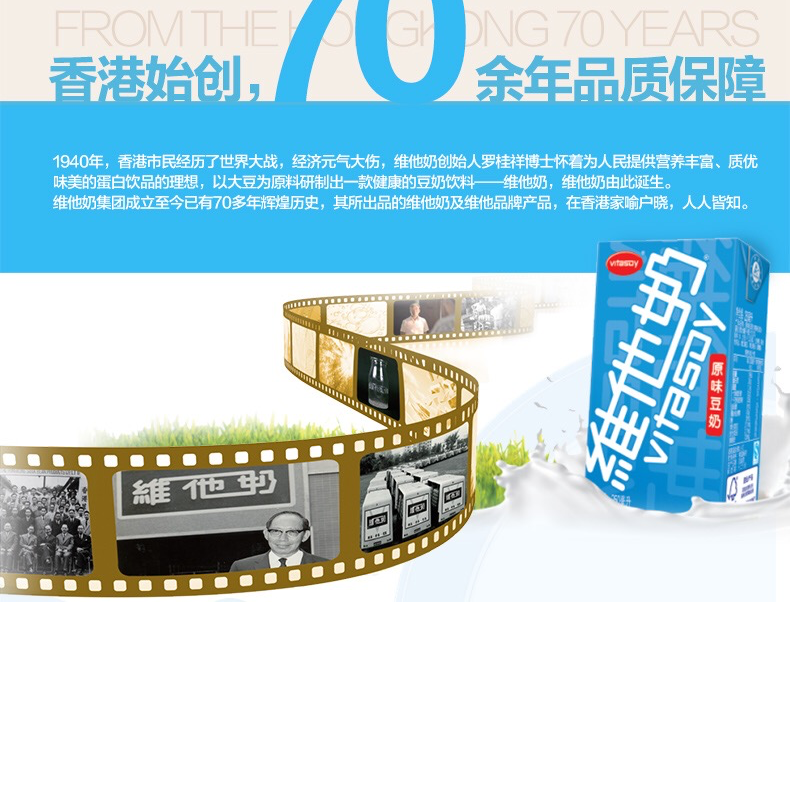 FROM THE HONGKONG 70 YEARS
香港始创，70余年品质保障
1940年，香港市民经历了世界大战，经济元气大伤，维他奶创始人罗桂祥博士怀着为人民提供营养丰富、质优
味美的蛋白饮品的理想，以大豆为原料研制出一款健康的豆奶饮料——维他奶，维他奶由此诞生。
维他奶集团成立至今已有70多年辉煌历史，其所出品的维他奶及维他品牌产品，在香港家喻户晓，人人皆知。
vitasoy
維他奶
vitasoy
原味豆奶
維他奶
維他奶